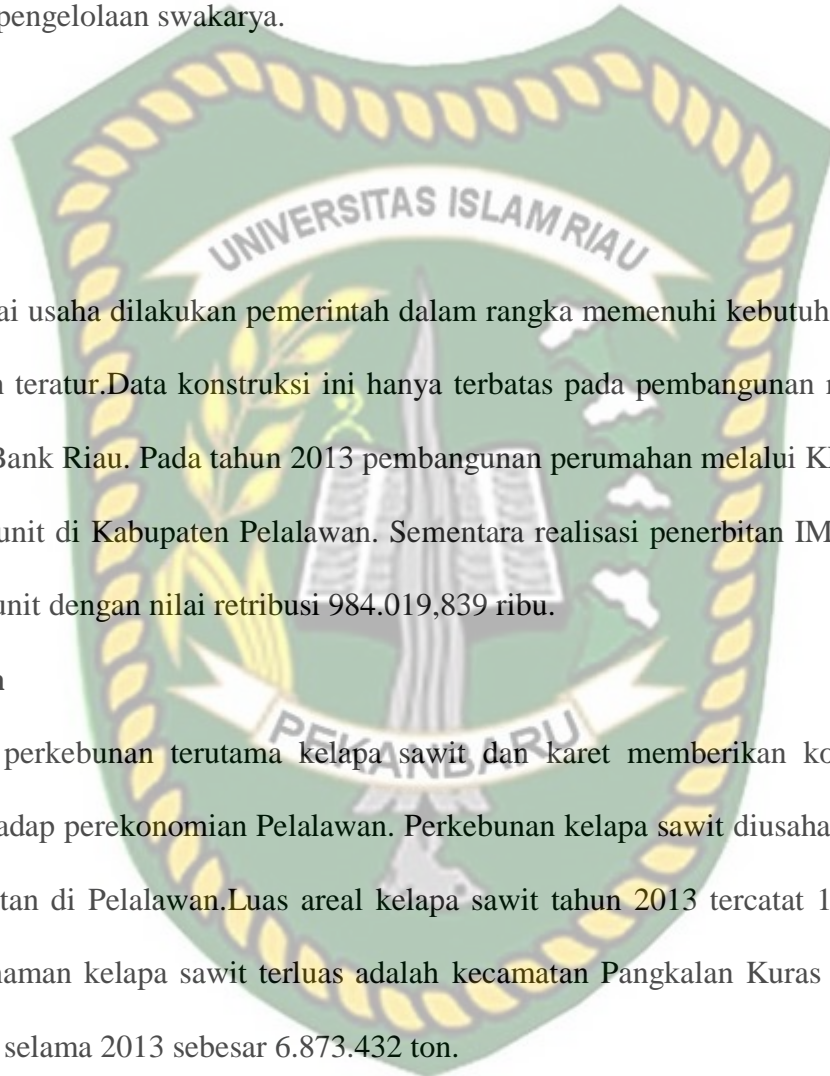 pengelolaan swakarya.
UNIVERSITAS ISLAM RIAU
ai usaha dilakukan pemerintah dalam rangka memenuhi kebutuh
teratur.Data konstruksi ini hanya terbatas pada pembangunan
Bank Riau. Pada tahun 2013 pembangunan perumahan melalui
unit di Kabupaten Pelalawan. Sementara realisasi penerbitan IM
unit dengan nilai retribusi 984.019,839 ribu.
PEKANBARU
perkebunan terutama kelapa sawit dan karet memberikan ko
adap perekonomian Pelalawan. Perkebunan kelapa sawit diusaha
tan di Pelalawan.Luas areal kelapa sawit tahun 2013 tercatat 1
naman kelapa sawit terluas adalah kecamatan Pangkalan Kuras
selama 2013 sebesar 6.873.432 ton.